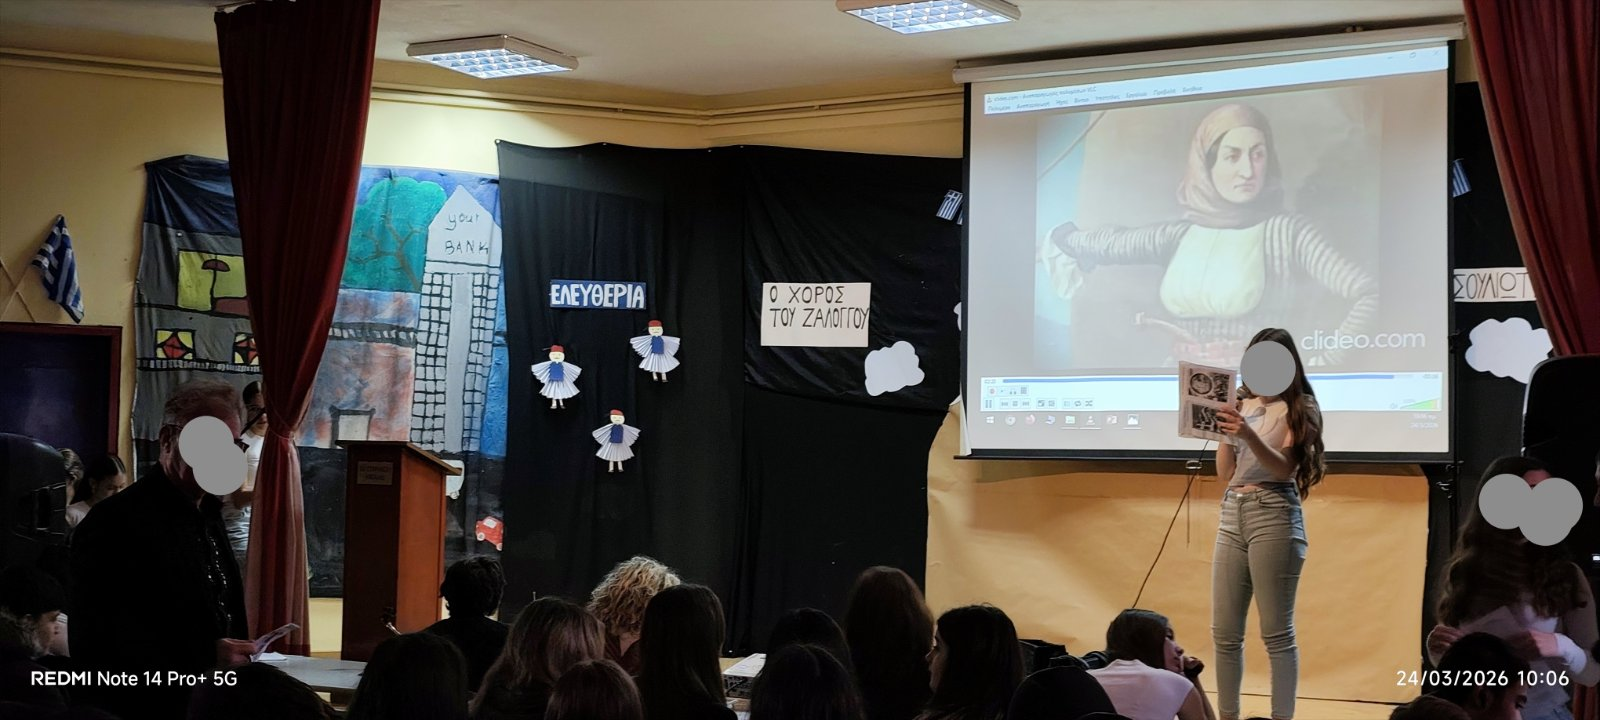 your
BANK
ΕΛΕΥΘΕΡΙΑ
Ο ΧΟΡΟΣ
ΤΟΥ ΖΑΛΟΓΓΟΥ
clideo.com
ΣΟΥΛΙΩΤ
REDMI Note 14 Pro+ 5G
24/03/2026 10:06